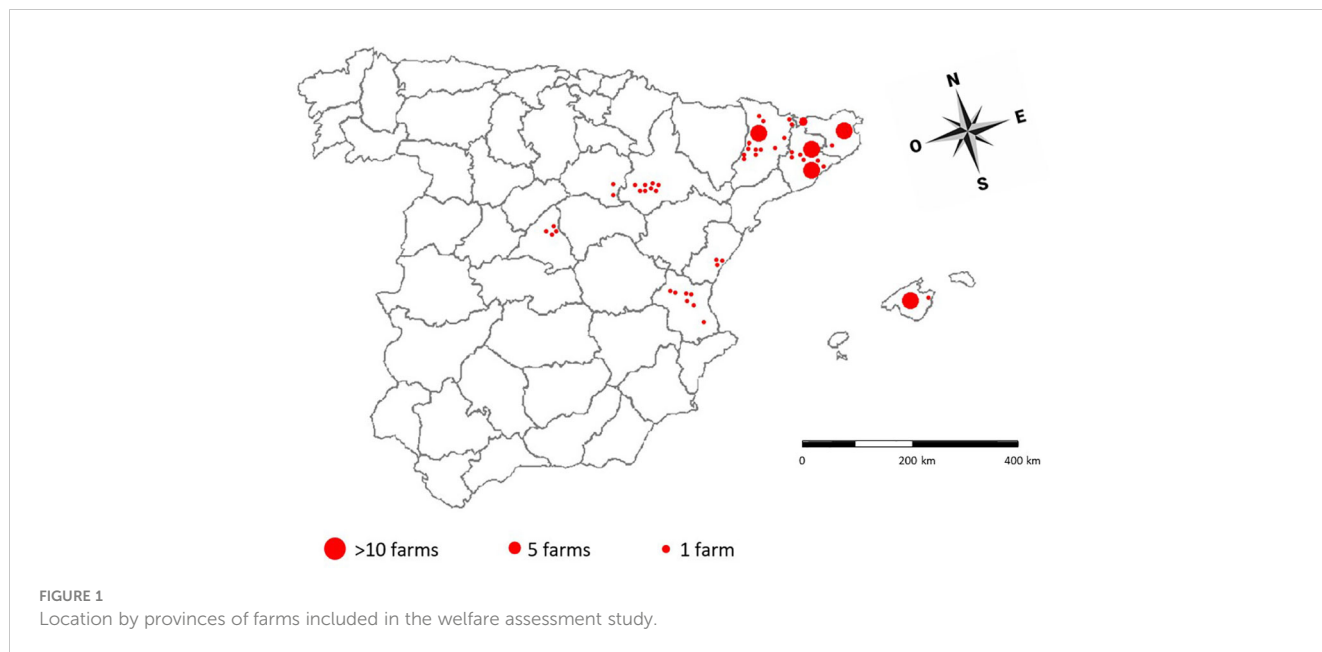 N
E
O
S
0
200 km
400 km
>10 farms
5 farms
1 farm
FIGURE 1
Location by provinces of farms included in the welfare assessment study.